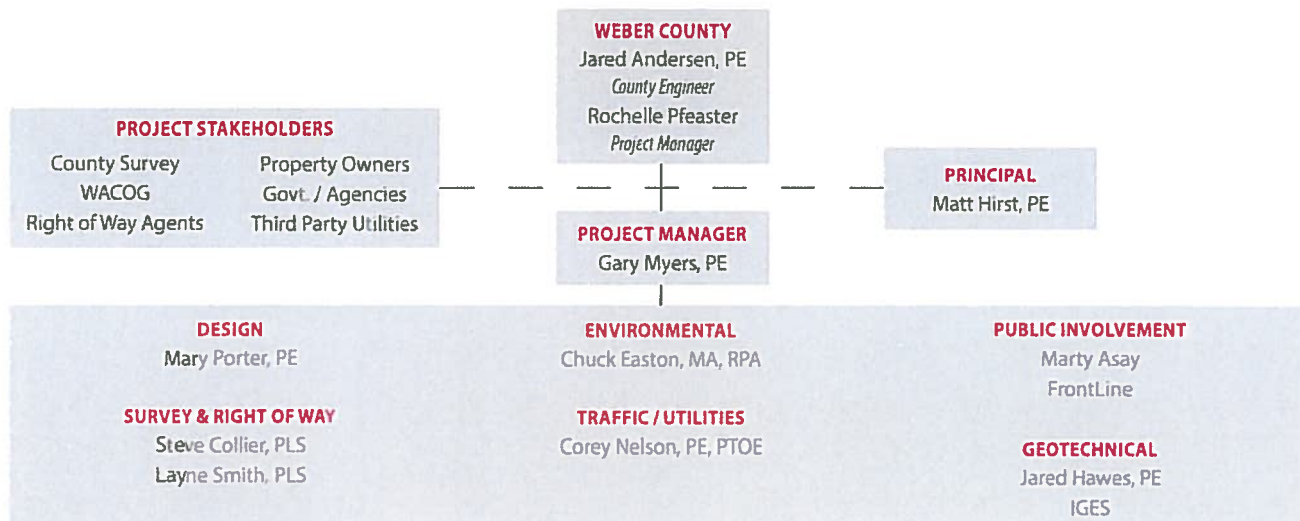 WEBER COUNTY
Jared Andersen, PE
County Engineer
Rochelle Pfeaster
Project Manager
PROJECT STAKEHOLDERS
County Survey
WACOG
Right of Way Agents
Property Owners
Govt. / Agencies
Third Party Utilities
PRINCIPAL
Matt Hirst, PE
PROJECT MANAGER
Gary Myers, PE
DESIGN
Mary Porter, PE
SURVEY & RIGHT OF WAY
Steve Collier, PLS
Layne Smith, PLS
ENVIRONMENTAL
Chuck Easton, MA, RPA
TRAFFIC / UTILITIES
Corey Nelson, PE, PTOE
PUBLIC INVOLVEMENT
Marty Asay
FrontLine
GEOTECHNICAL
Jared Hawes, PE
IGES